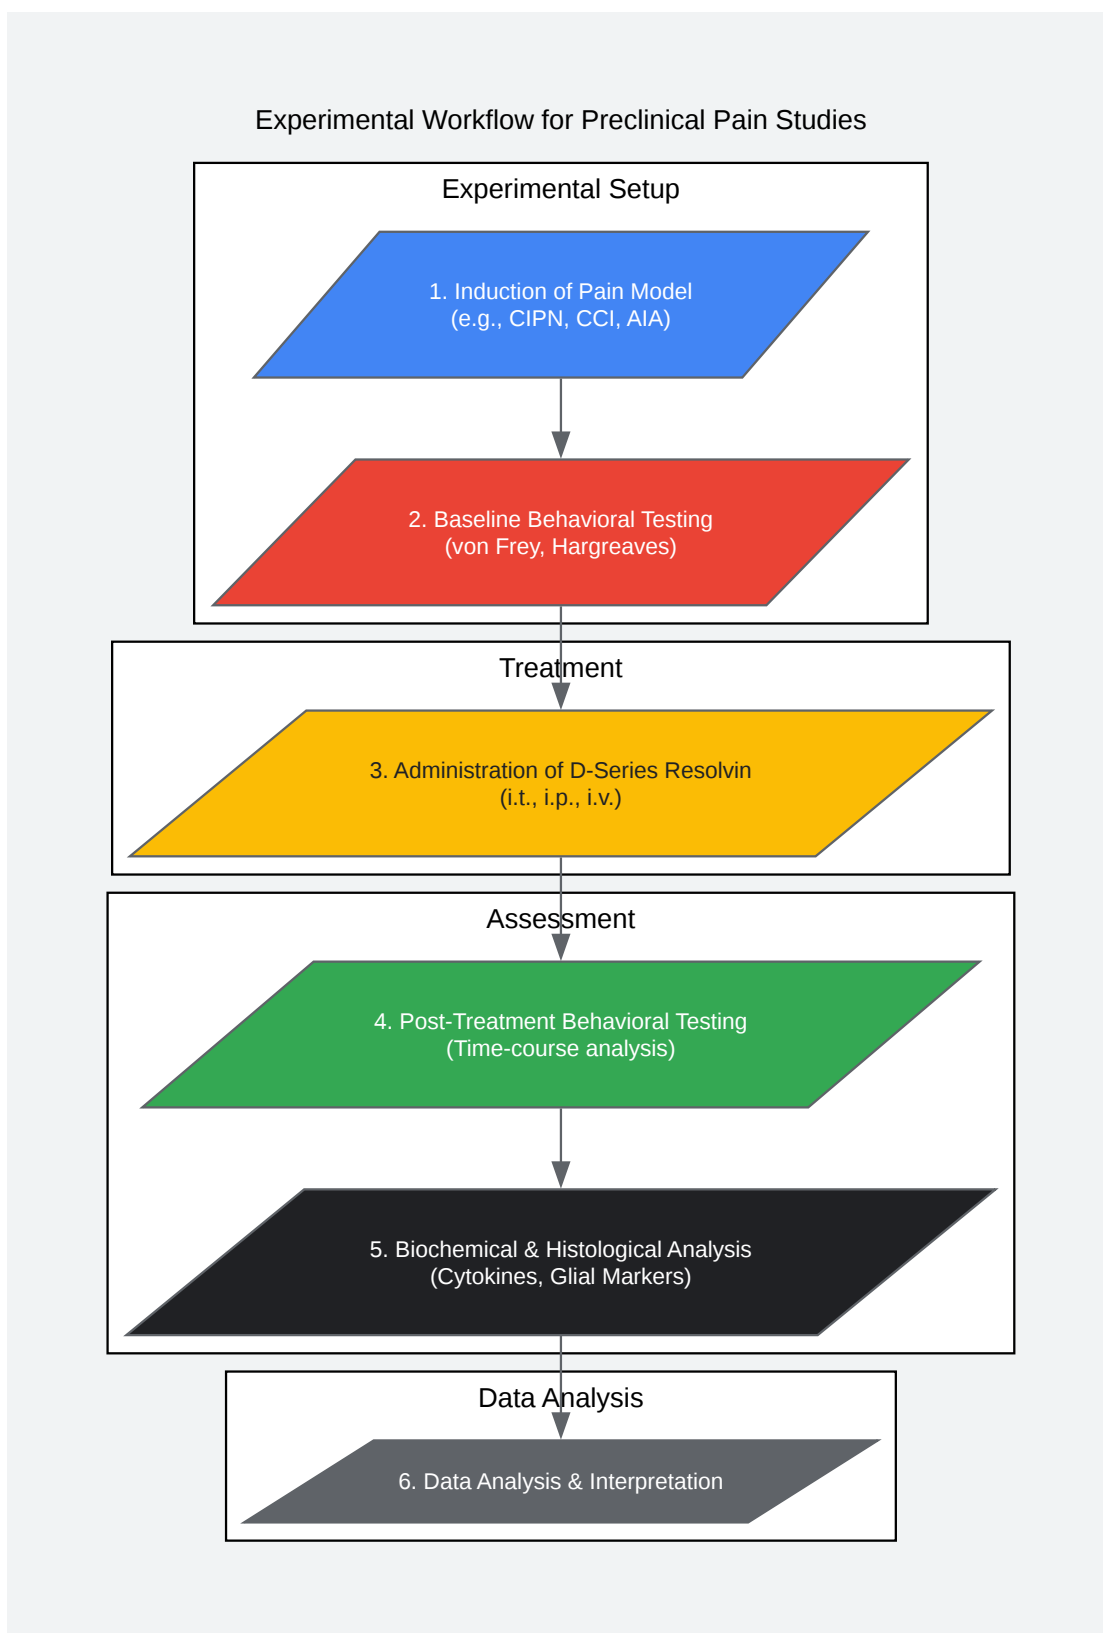 Experimental Workflow for Preclinical Pain Studies
Experimental Setup
1. Induction of Pain Model
(e.g., CIPN, CCI, AIA)
2. Baseline Behavioral Testing
(von Frey, Hargreaves)
Treatment
3. Administration of D-Series Resolvin
(i.t., i.p., i.v.)
Assessment
4. Post-Treatment Behavioral Testing
(Time-course analysis)
5. Biochemical & Histological Analysis
(Cytokines, Glial Markers)
Data Analysis
6. Data Analysis & Interpretation